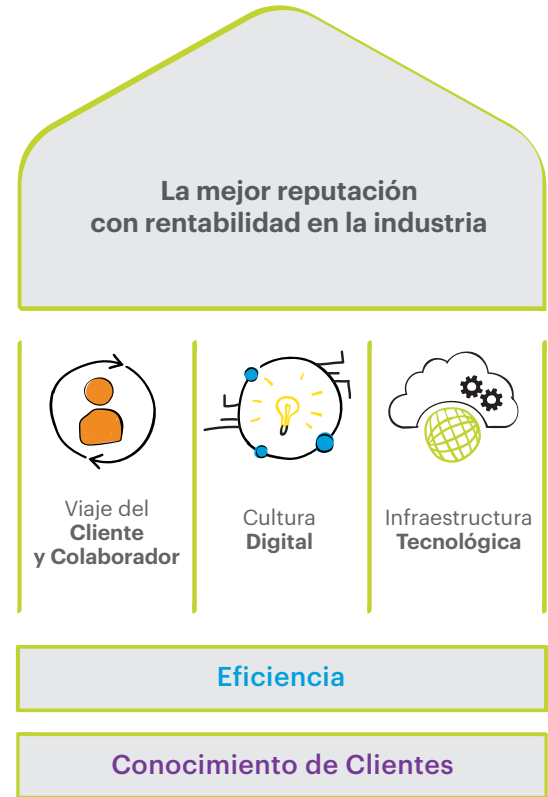 La mejor reputación
con rentabilidad en la industria
Viaje del
Cliente
y Colaborador
Cultura
Digital
Infraestructura
Tecnológica
Eficiencia
Conocimiento de Clientes